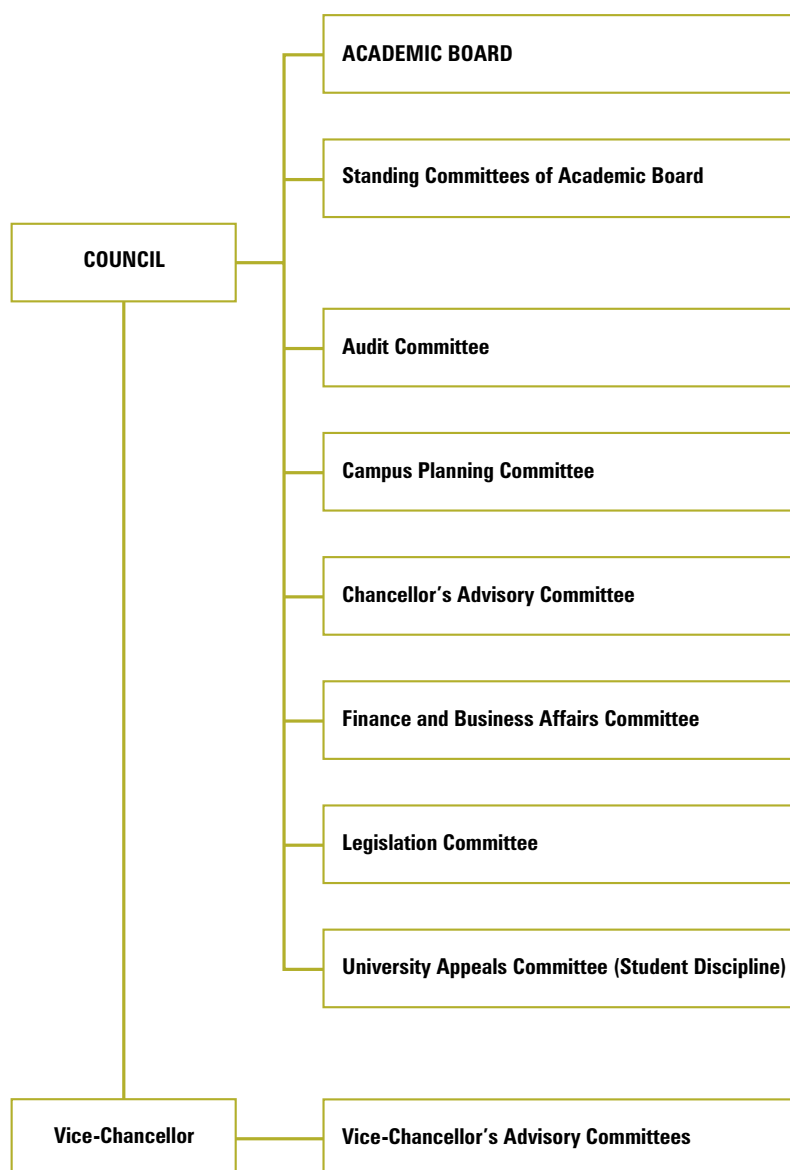 ACADEMIC BOARD
Standing Committees of Academic Board
COUNCIL
Audit Committee
Campus Planning Committee
Chancellor’s Advisory Committee
Finance and Business Affairs Committee
Legislation Committee
University Appeals Committee (Student Discipline)
Vice-Chancellor
Vice-Chancellor’s Advisory Committees